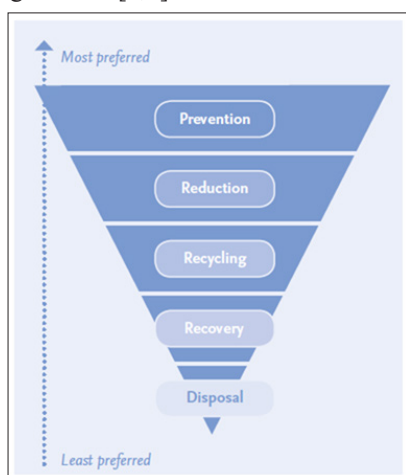 Most preferred
Prevention
Reduction
Recycling
Recovery
Disposal
Least preferred